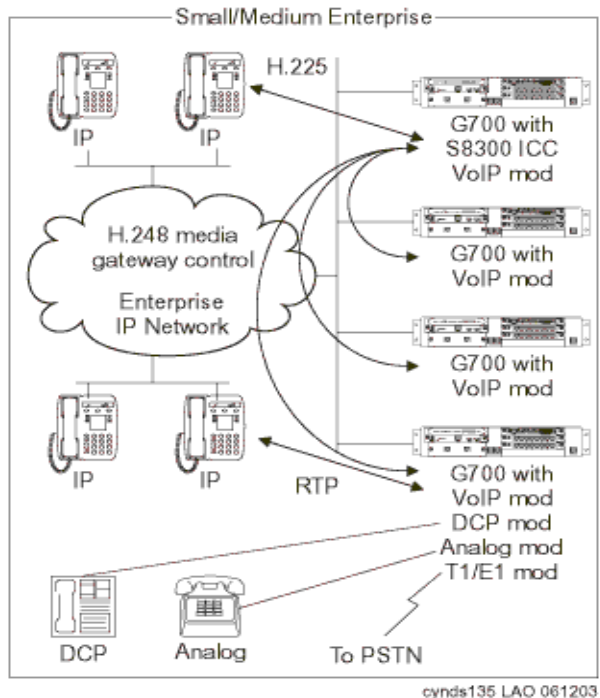 Small/Medium Enterprise
H.225
IP
IP
G700 with
S8300 ICC
VoIP mod
H.248 media
gateway control
Enterprise
IP Network
G700 with
VoIP mod
G700 with
VoIP mod
IP
IP
RTP
G700 with
VoIP mod
DCP mod
Analog mod
T1/E1 mod
DCP
Analog
To PSTN
cynds135 LAO 061203